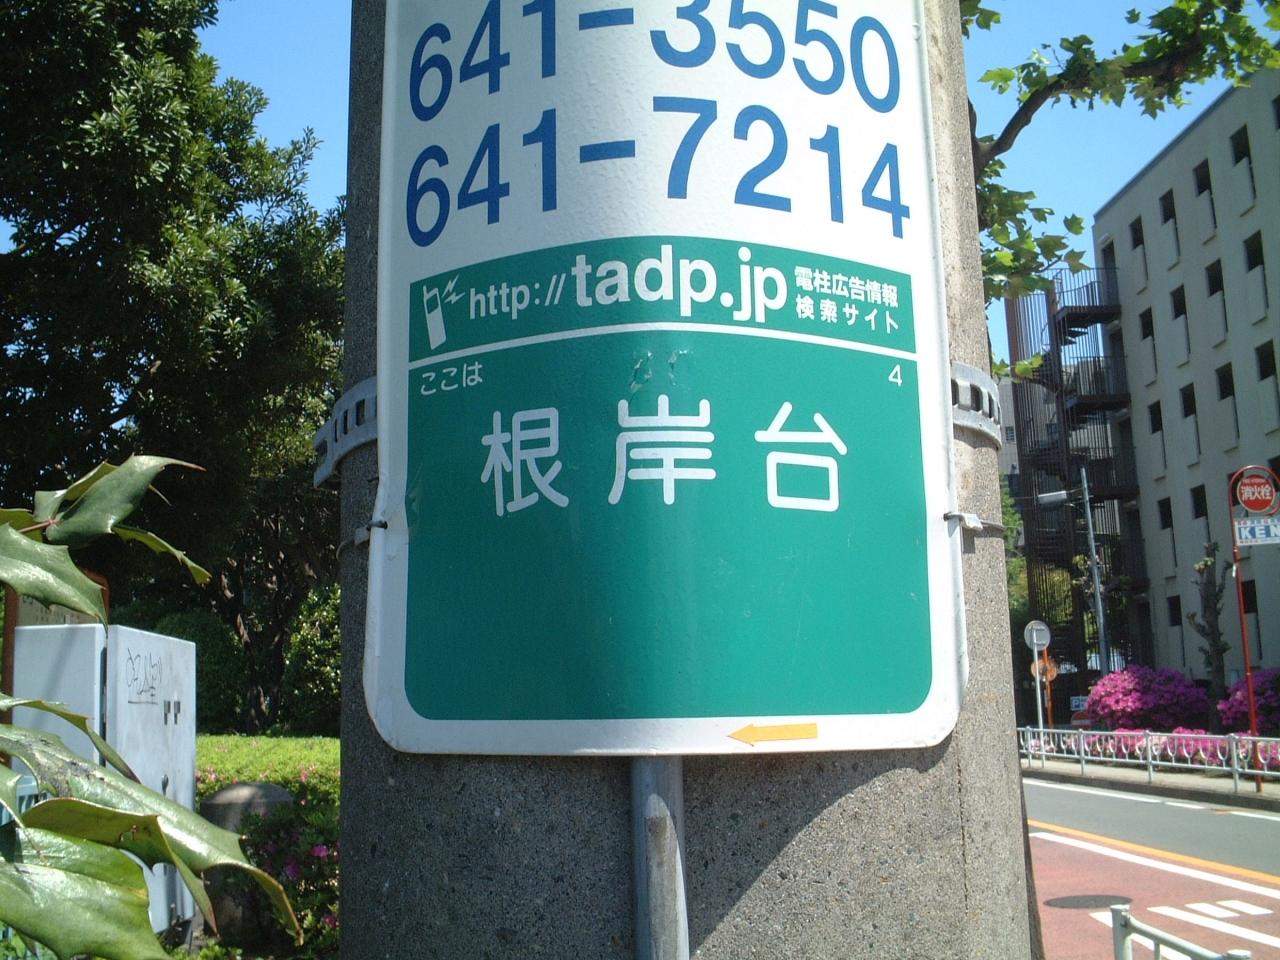 641-3550
641-7214
http://tadp.jp 電柱広告情報
検索サイト
ここは 4
根岸台
消火栓
KEN